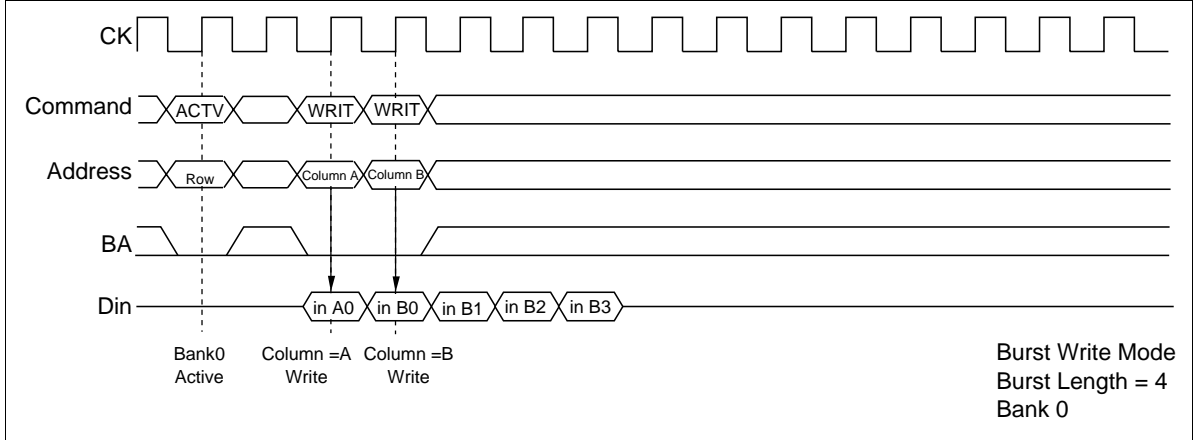 CK
Command ACTV WRIT WRIT
Address Row Column A Column B
BA
Din in A0 in B0 in B1 in B2 in B3
Bank0 Column =A Column =B
Active Write Write
Burst Write Mode
Burst Length = 4
Bank 0